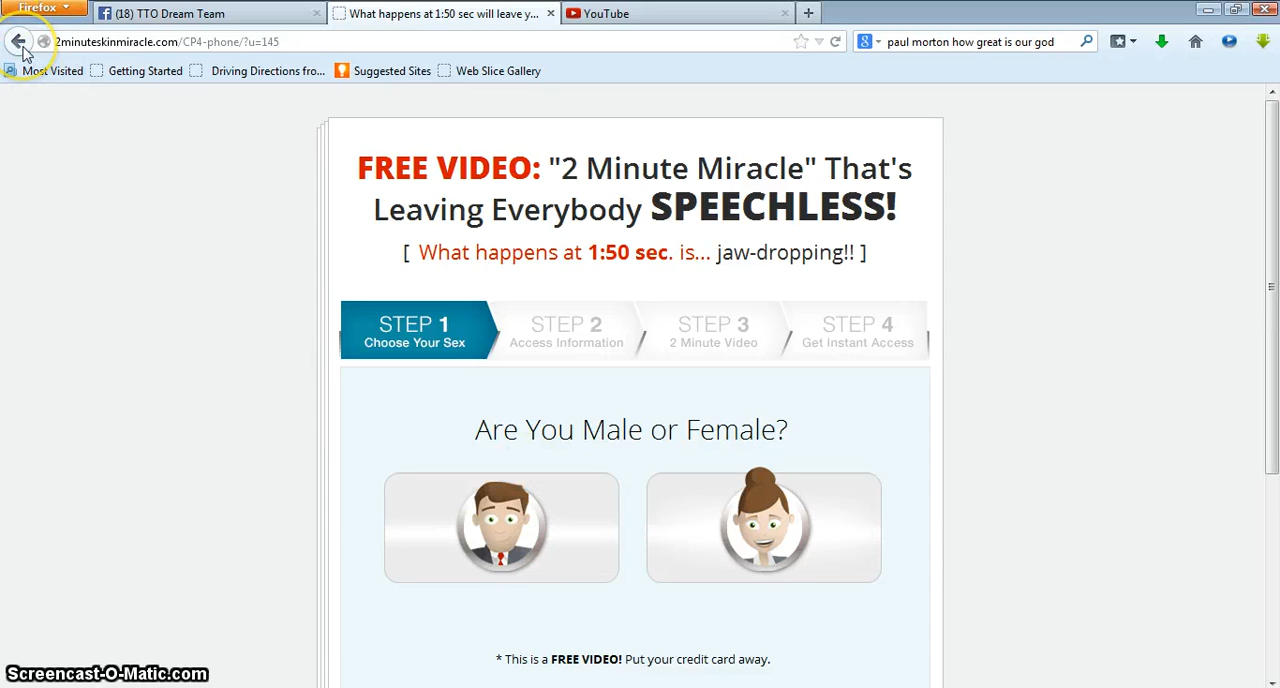 Firefox
(18) TTO Dream Team
What happens at 1:50 sec will leave y...
YouTube
2minuteskinmiracle.com/CP4-phone/?u=145
paul morton how great is our god
Most Visited
Getting Started
Driving Directions fro...
Suggested Sites
Web Slice Gallery
FREE VIDEO: "2 Minute Miracle" That's
Leaving Everybody SPEECHLESS!
[ What happens at 1:50 sec. is... jaw-dropping!! ]
STEP 1
Choose Your Sex
STEP 2
Access Information
STEP 3
2 Minute Video
STEP 4
Get Instant Access
Are You Male or Female?
* This is a FREE VIDEO! Put your credit card away.
Screencast-O-Matic.com